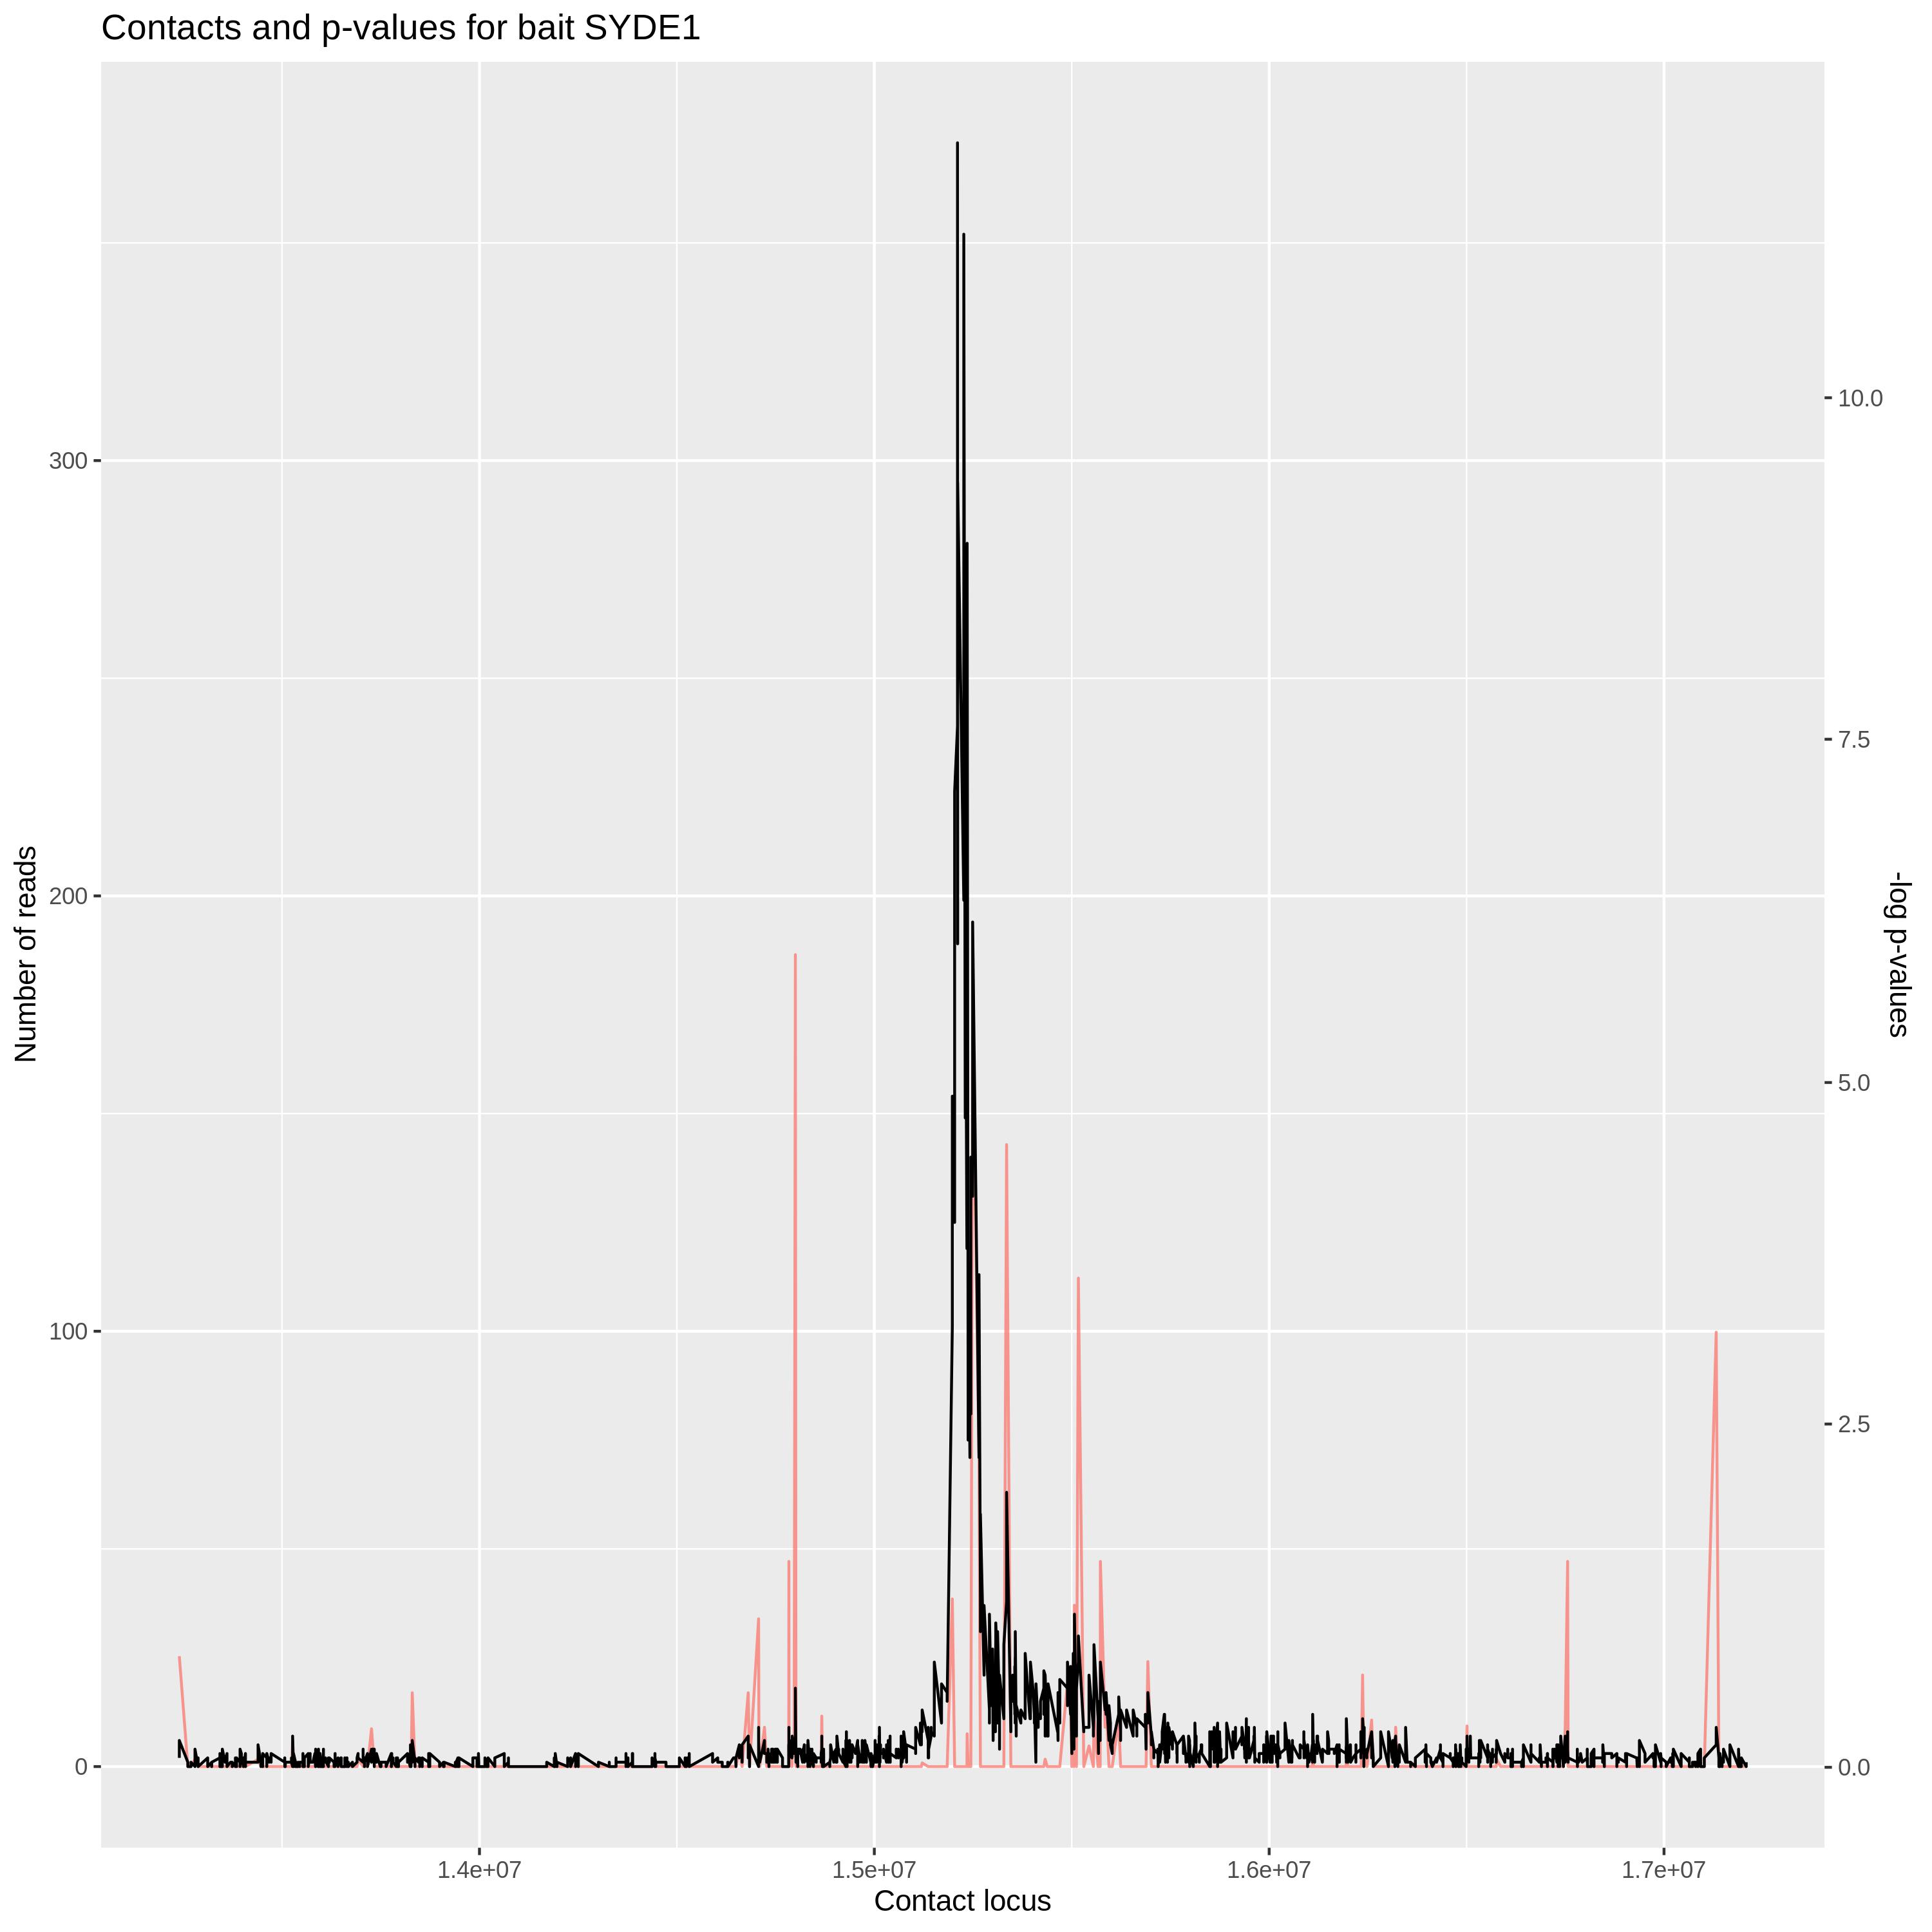 Contacts and p-values for bait SYDE1
Number of reads
300
200
100
0
10.0
7.5
5.0
2.5
0.0
-log p-values
1.4e+07
1.5e+07
1.6e+07
1.7e+07
Contact locus